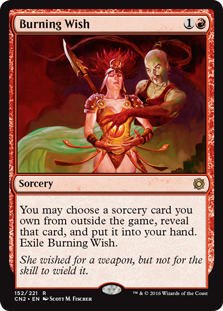 Burning Wish 1
Sorcery
You may choose a sorcery card you
own from outside the game, reveal
that card, and put it into your hand.
Exile Burning Wish.
She wished for a weapon, but not for the
skill to wield it.
152/221 R
CN2 • EN Scott M. Fischer
™ & © 2016 Wizards of the Coast